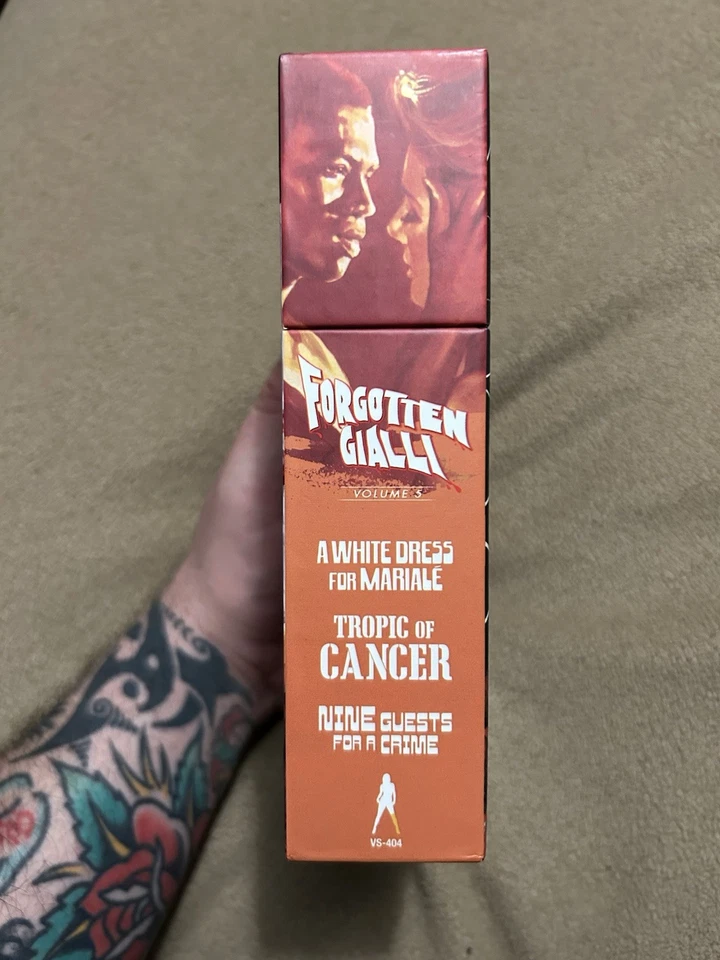 FORGOTTEN
GIALLI
VOLUME 5
A WHITE DRESS
FOR MARIALÉ
TROPIC OF
CANCER
NINE GUESTS
FOR A CRIME
VS-404